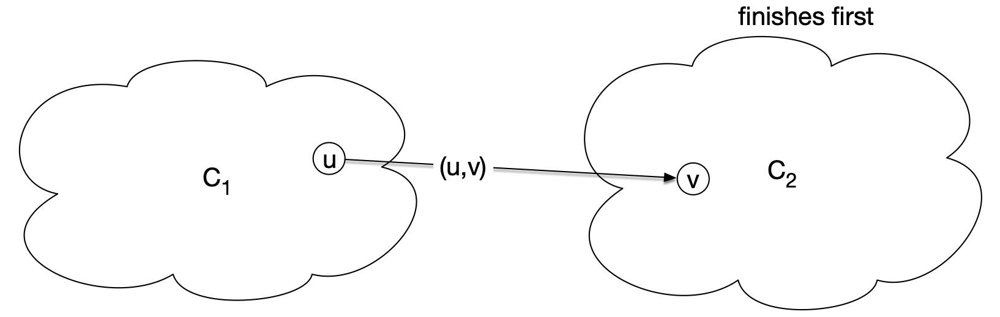 finishes first
u
(u,v)
v
C₁
C₂